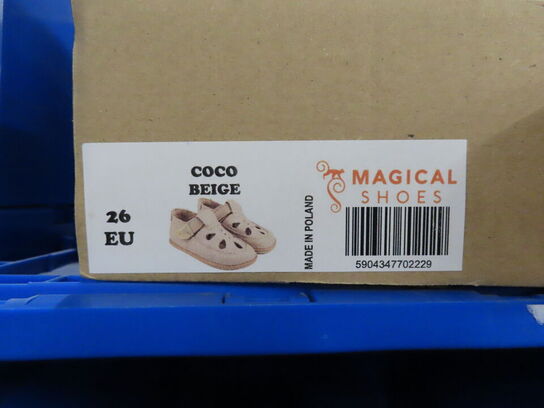 COCO
BEIGE
26
EU
MADE IN POLAND
MAGICAL
SHOES
5904347702229